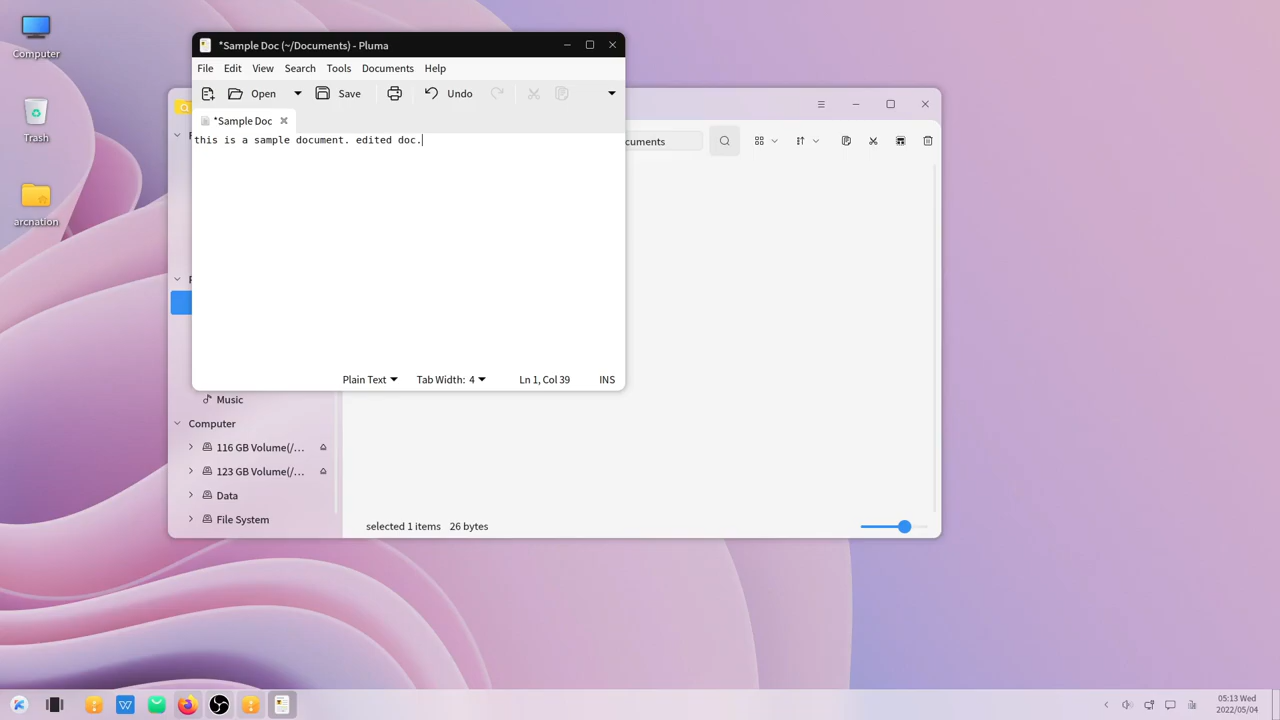 Computer
Trash
arcnation
*Sample Doc (~/Documents) - Pluma
File Edit View Search Tools Documents Help
Open Save Undo
*Sample Doc
this is a sample document. edited doc.
Plain Text Tab Width: 4 Ln 1, Col 39 INS
cuments
Music
Computer
116 GB Volume(/...
123 GB Volume(/...
Data
File System
selected 1 items 26 bytes
05:13 Wed
2022/05/04